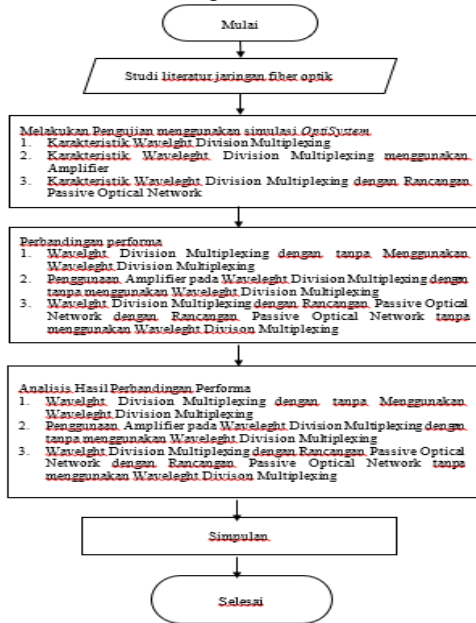 Mulai
Studi literatur jaringan fiber optik
Melakukan Pengujian menggunakan simulasi OptiSystem
1. Karakteristik Wavelght Division Multiplexing
2. Karakteristik Waveleght Division Multiplexing menggunakan
Amplifier
3. Karakteristik Waveleght Division Multiplexing dengan Rancangan
Passive Optical Network
Perbandingan performa
1. Wavelght Division Multiplexing dengan tanpa Menggunakan
Waveleght Division Multiplexing
2. Penggunaan Amplifier pada Waveleght Division Multiplexing dengan
tanpa menggunakan Waveleght Division Multiplexing
3. Wavelght Division Multiplexing dengan Rancangan Passive Optical
Network dengan Rancangan Passive Optical Network tanpa
menggunakan Waveleght Divison Multiplexing
Analisis Hasil Perbandingan Performa
1. Wavelght Division Multiplexing dengan tanpa Menggunakan
Waveleght Division Multiplexing
2. Penggunaan Amplifier pada Waveleght Division Multiplexing dengan
tanpa menggunakan Waveleght Division Multiplexing
3. Wavelght Division Multiplexing dengan Rancangan Passive Optical
Network dengan Rancangan Passive Optical Network tanpa
menggunakan Waveleght Divison Multiplexing
Simpulan
Selesai